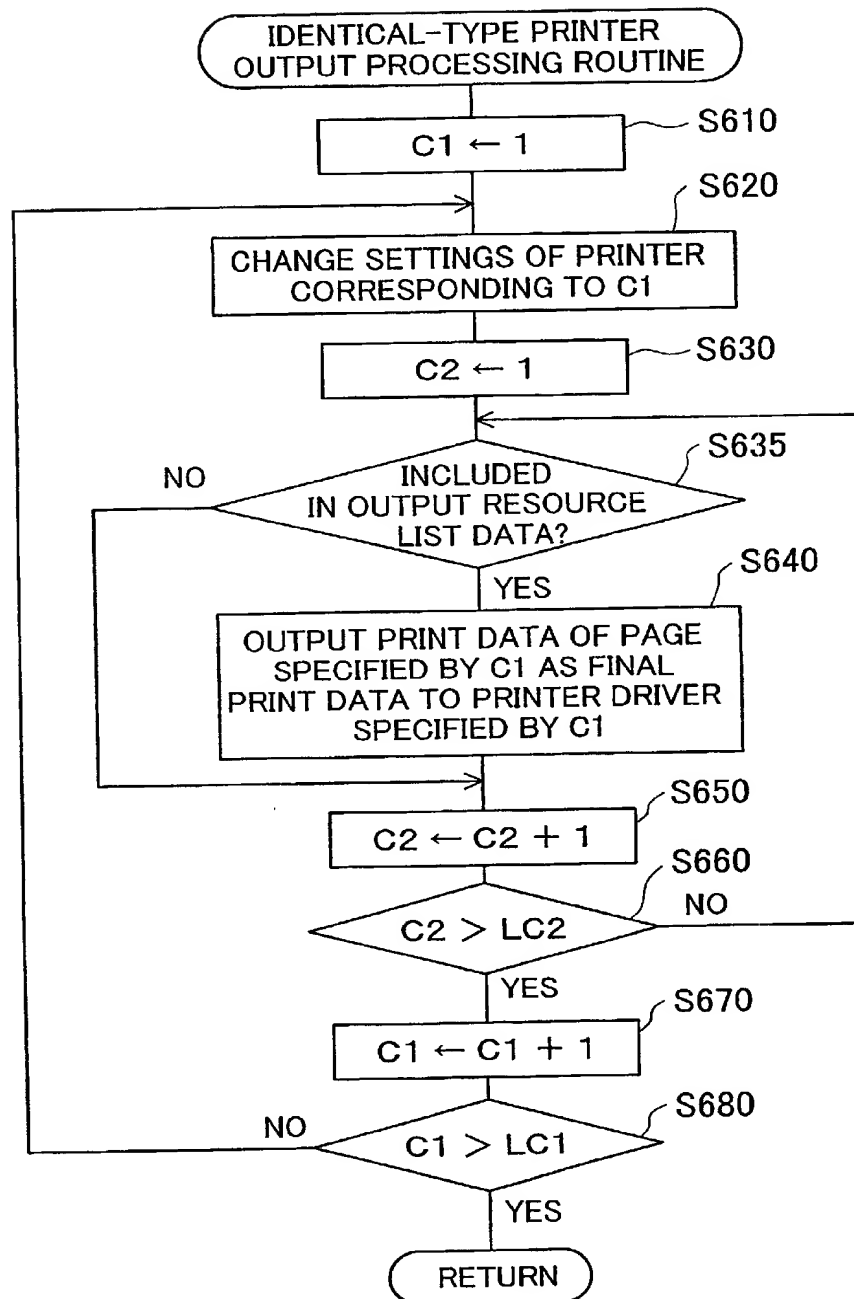 IDENTICAL-TYPE PRINTER
OUTPUT PROCESSING ROUTINE
S610
C1 ← 1
S620
CHANGE SETTINGS OF PRINTER
CORRESPONDING TO C1
S630
C2 ← 1
S635
NO
INCLUDED
IN OUTPUT RESOURCE
LIST DATA?
YES
S640
OUTPUT PRINT DATA OF PAGE
SPECIFIED BY C1 AS FINAL
PRINT DATA TO PRINTER DRIVER
SPECIFIED BY C1
S650
C2 ← C2 + 1
S660
C2 > LC2
NO
YES
S670
C1 ← C1 + 1
S680
NO
C1 > LC1
YES
RETURN